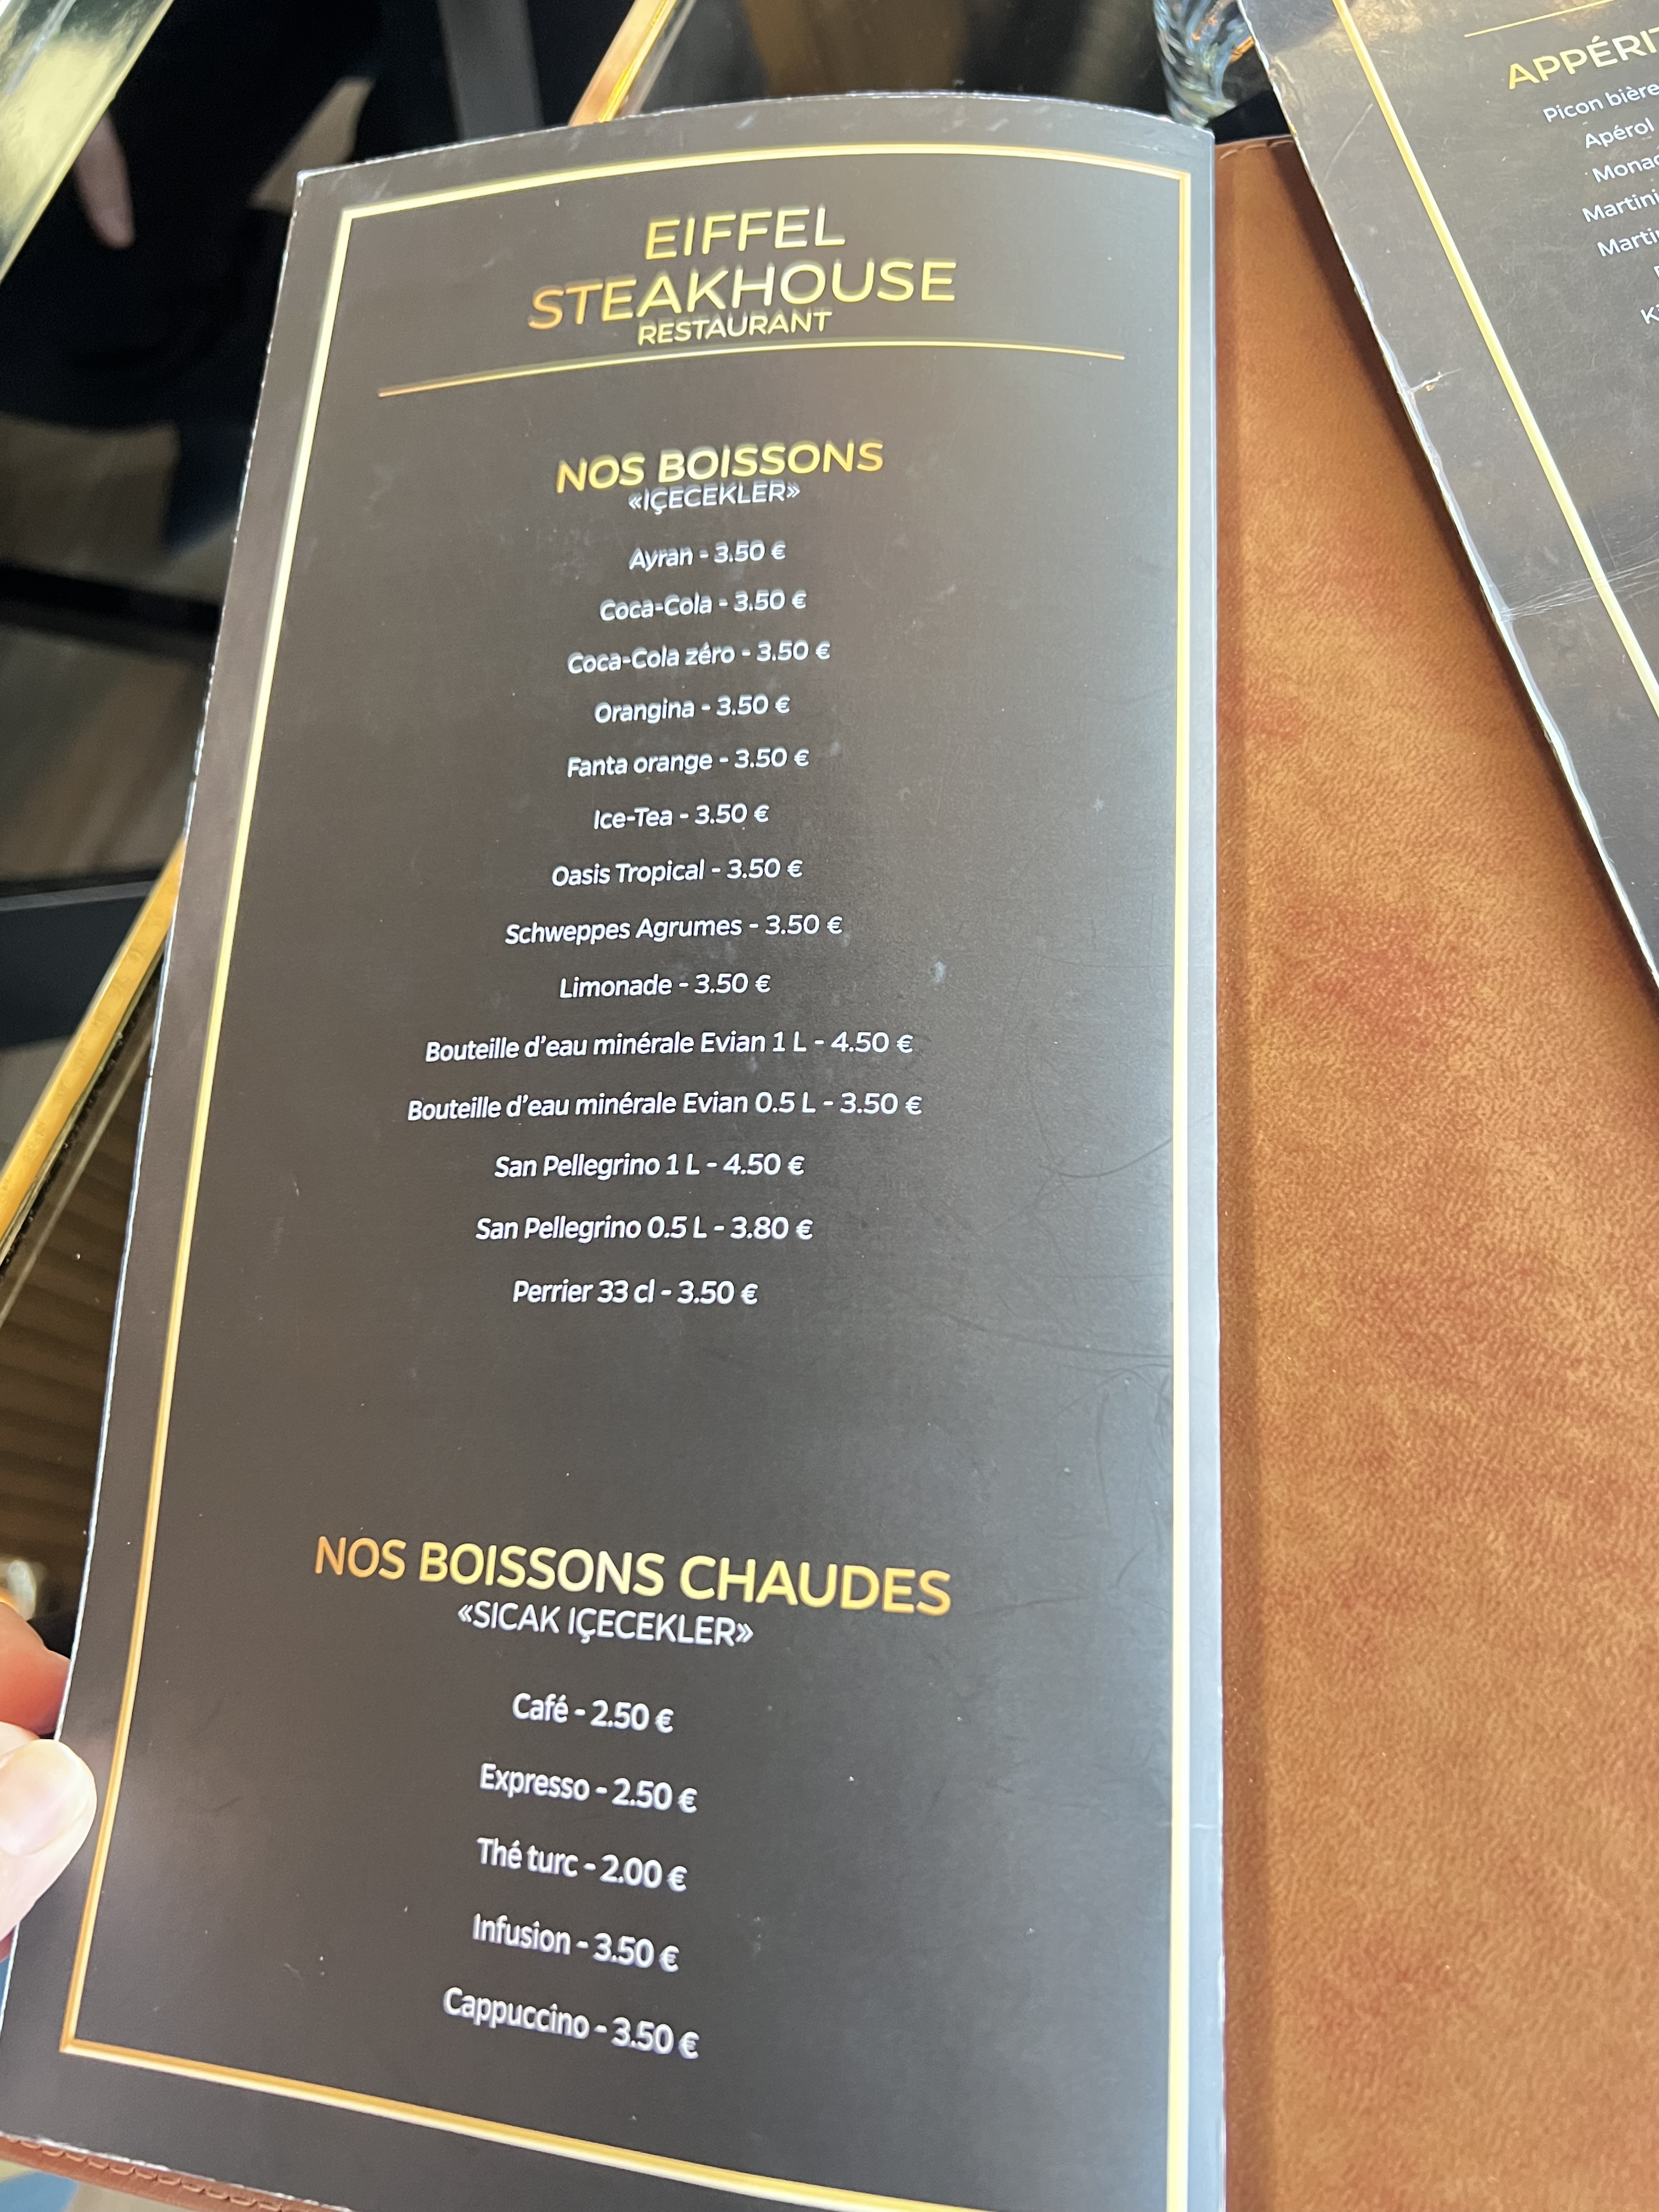 EIFFEL
STEAKHOUSE
RESTAURANT
NOS BOISSONS
«IÇECEKLER»
Ayran - 3.50 €
Coca-Cola - 3.50 €
Coca-Cola zéro - 3.50 €
Orangina - 3.50 €
Fanta orange - 3.50 €
Ice-Tea - 3.50 €
Oasis Tropical - 3.50 €
Schweppes Agrumes - 3.50 €
Limonade - 3.50 €
Bouteille d'eau minérale Evian 1 L - 4.50 €
Bouteille d'eau minérale Evian 0.5 L - 3.50 €
San Pellegrino 1 L - 4.50 €
San Pellegrino 0.5 L - 3.80 €
Perrier 33 cl - 3.50 €
NOS BOISSONS CHAUDES
«SICAK IÇECEKLER»
Café - 2.50 €
Expresso - 2.50 €
Thé turc - 2.00 €
Infusion - 3.50 €
Cappuccino - 3.50 €
Picon bière
Apérol
Martini